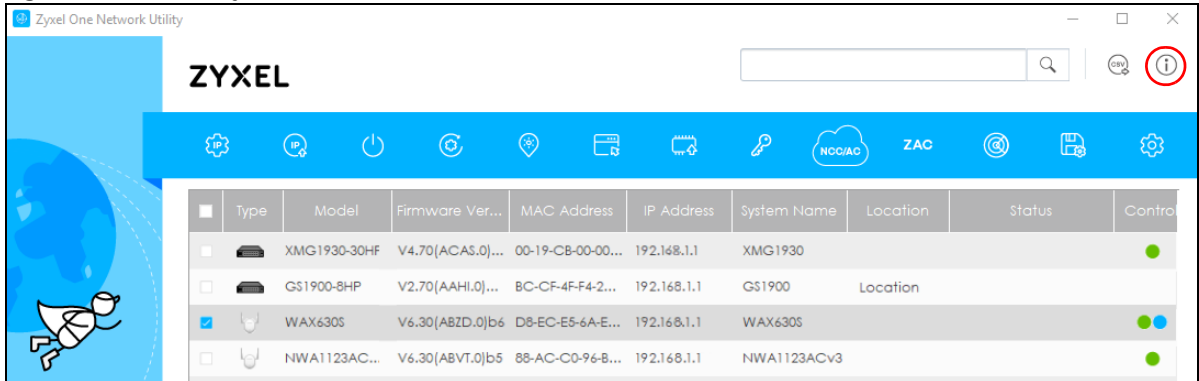 Zyxel One Network Utility
ZYXEL
CSV
IP IP NCC/AC ZAC
Type Model Firmware Ver... MAC Address IP Address System Name Location Status Control
XMG1930-30HF V4.70(ACAS.0)... 00-19-CB-00-00... 192.168.1.1 XMG1930
GS1900-8HP V2.70(AAHI.0)... BC-CF-4F-F4-2... 192.168.1.1 GS1900 Location
WAX630S V6.30(ABZD.0)b6 D8-EC-E5-6A-E... 192.168.1.1 WAX630S
NWA1123AC... V6.30(ABVT.0)b5 88-AC-C0-96-B... 192.168.1.1 NWA1123ACv3